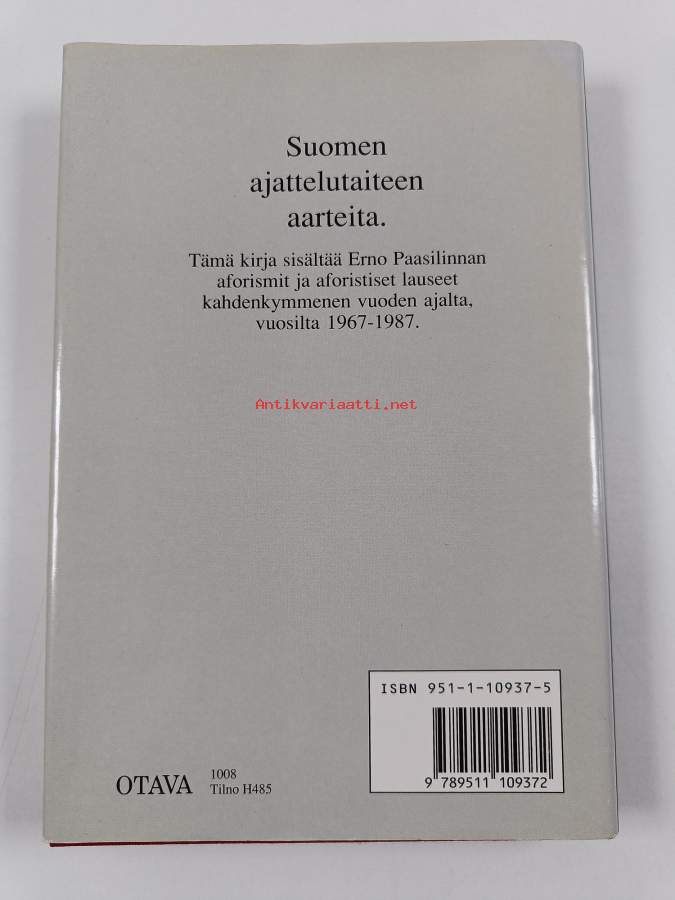 Suomen
ajattelutaiteen
aarteita.
Tämä kirja sisältää Erno Paasilinnan
aforismit ja aforistiset lauseet
kahdenkymmenen vuoden ajalta,
vuosilta 1967-1987.
Antikvariaatti.net
ISBN 951-1-10937-5
9 789511 109372
OTAVA
1008
Tilno H485